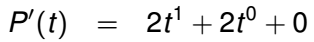 P′(t) = 2t¹ + 2t⁰ + 0